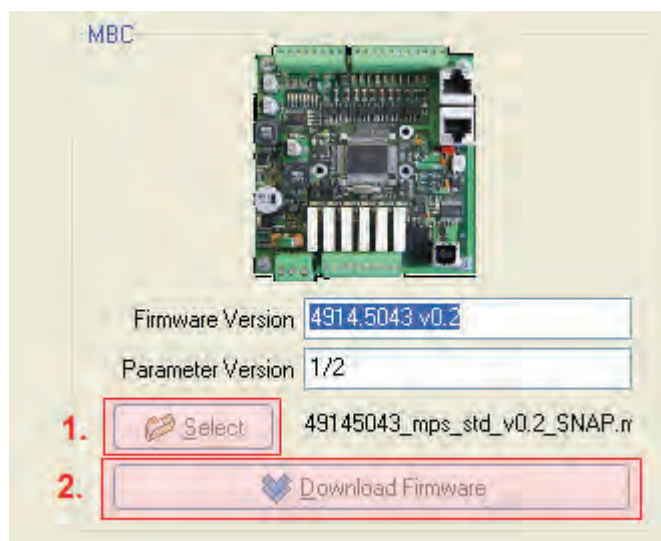 MBC
Firmware Version 4914.5043 v0.2
Parameter Version 1/2
1. Select 49145043_mps_std_v0.2_SNAP.m
2. Download Firmware